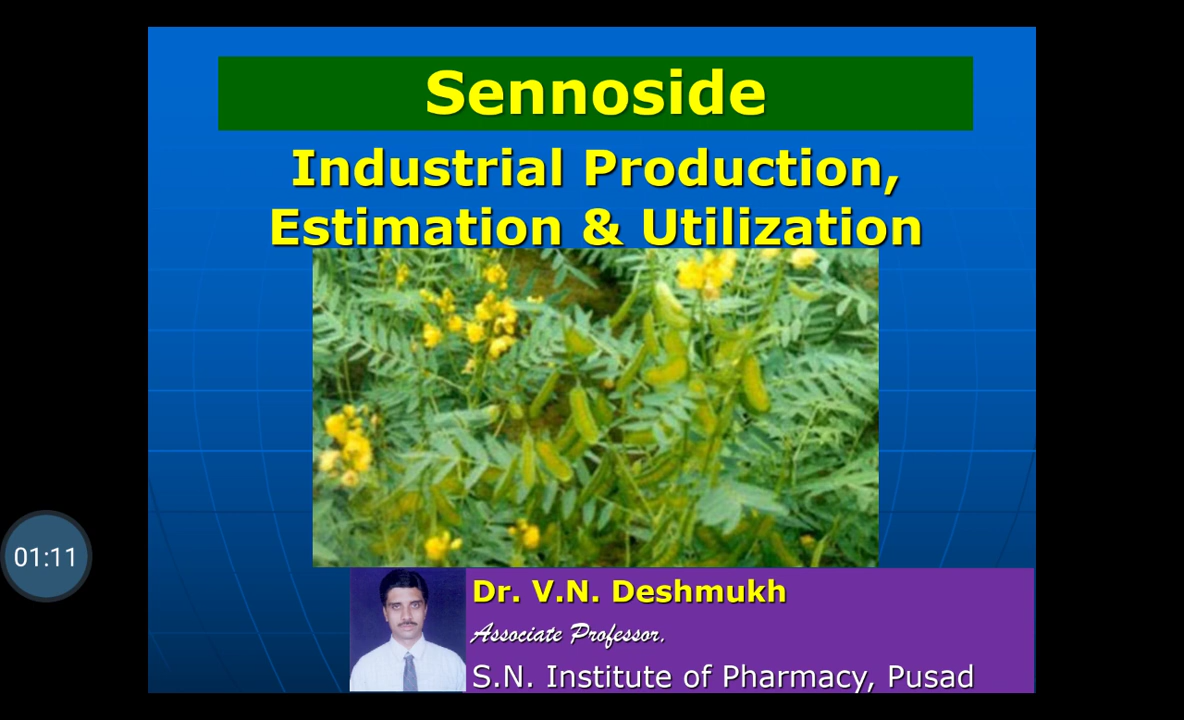 Sennoside
Industrial Production,
Estimation & Utilization
01:11
Dr. V.N. Deshmukh
Associate Professor,
S.N. Institute of Pharmacy, Pusad